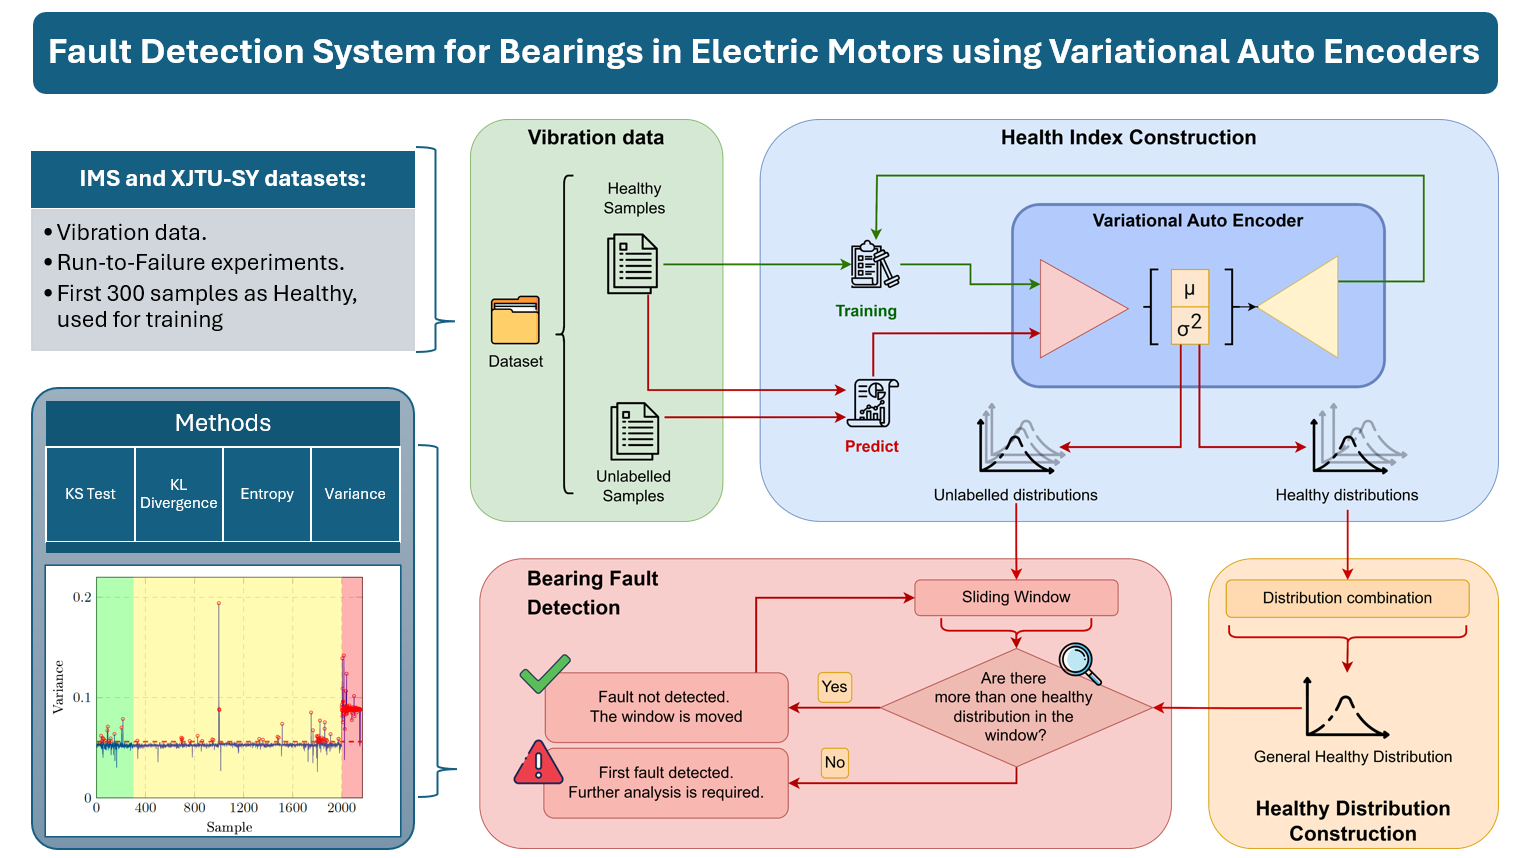 Fault Detection System for Bearings in Electric Motors using Variational Auto Encoders
IMS and XJTU-SY datasets:
• Vibration data.
• Run-to-Failure experiments.
• First 300 samples as Healthy,
used for training
Methods
KS Test
KL
Divergence
Entropy
Variance
Variance
0.2
0.1
0
0 400 800 1200 1600 2000
Sample
Vibration data
Healthy
Samples
Dataset
Unlabelled
Samples
Health Index Construction
Variational Auto Encoder
μ
σ²
Training
Predict
Unlabelled distributions
Healthy distributions
Bearing Fault
Detection
Sliding Window
Are there
more than one healthy
distribution in the
window?
Yes
Fault not detected.
The window is moved
No
First fault detected.
Further analysis is required.
Distribution combination
General Healthy Distribution
Healthy Distribution
Construction